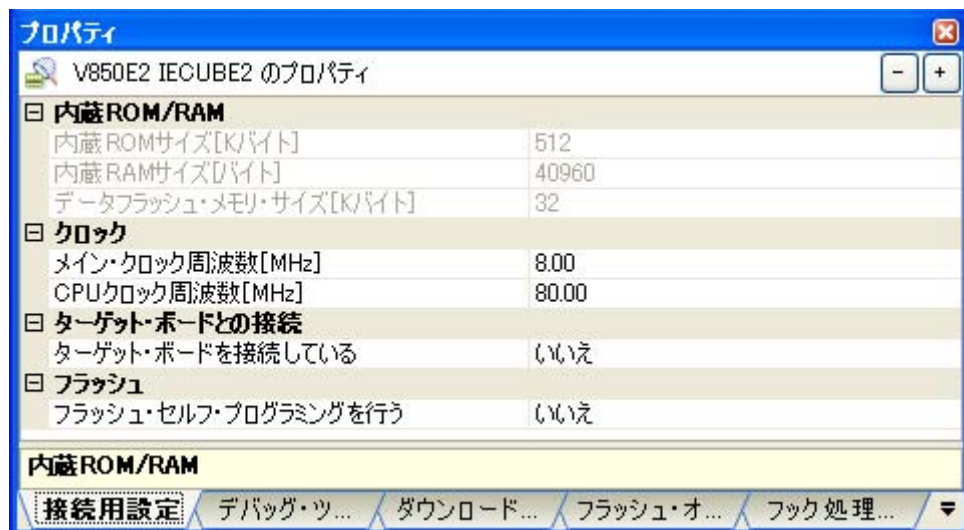 プロパティ
V850E2 IECUBE2 のプロパティ
内蔵ROM/RAM
内蔵ROMサイズ[Kバイト] 512
内蔵RAMサイズ[バイト] 40960
データフラッシュ・メモリ・サイズ[Kバイト] 32
クロック
メイン・クロック周波数[MHz] 8.00
CPUクロック周波数[MHz] 80.00
ターゲット・ボードとの接続
ターゲット・ボードを接続している いいえ
フラッシュ
フラッシュ・セルフ・プログラミングを行う いいえ
内蔵ROM/RAM
接続用設定 デバッグ・ツ... ダウンロード... フラッシュ・オ... フック処理...